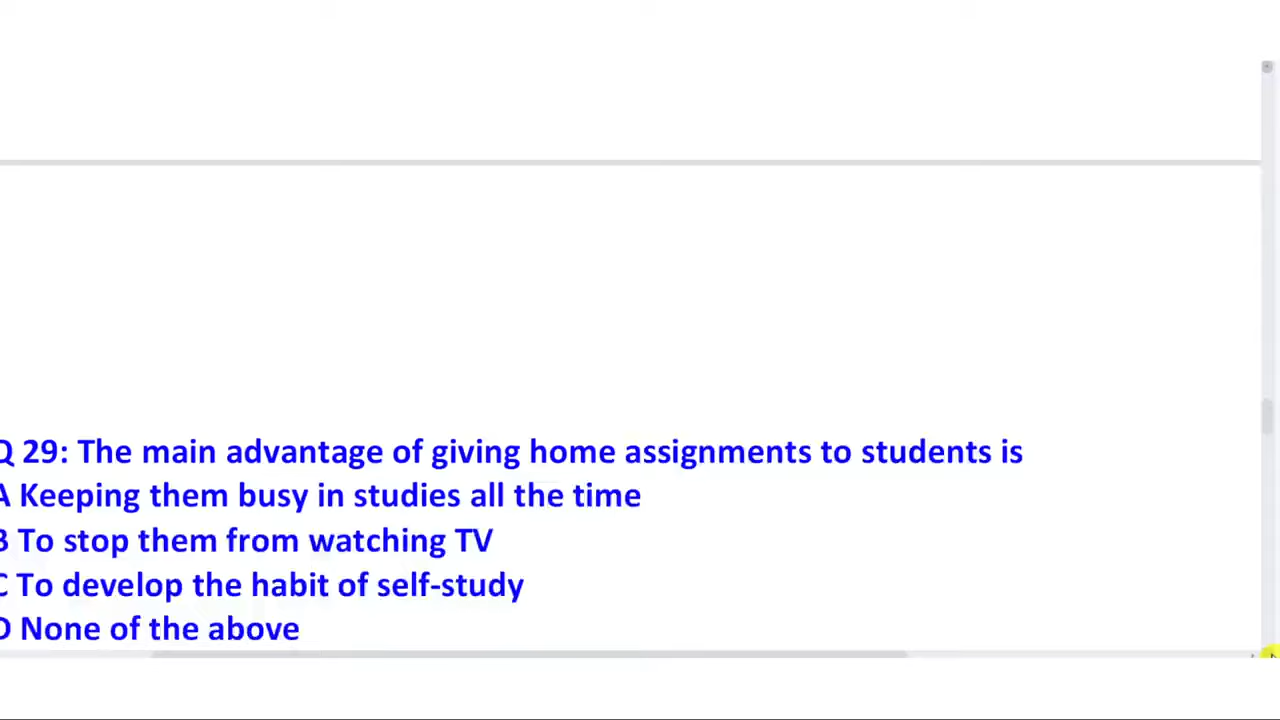 Q 29: The main advantage of giving home assignments to students is
A Keeping them busy in studies all the time
B To stop them from watching TV
C To develop the habit of self-study
D None of the above